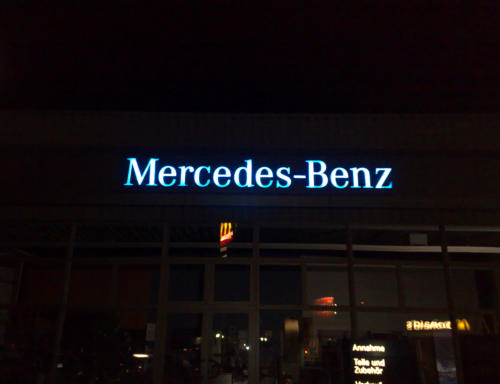 Mercedes-Benz
Annahme
Teile und
Zubehör